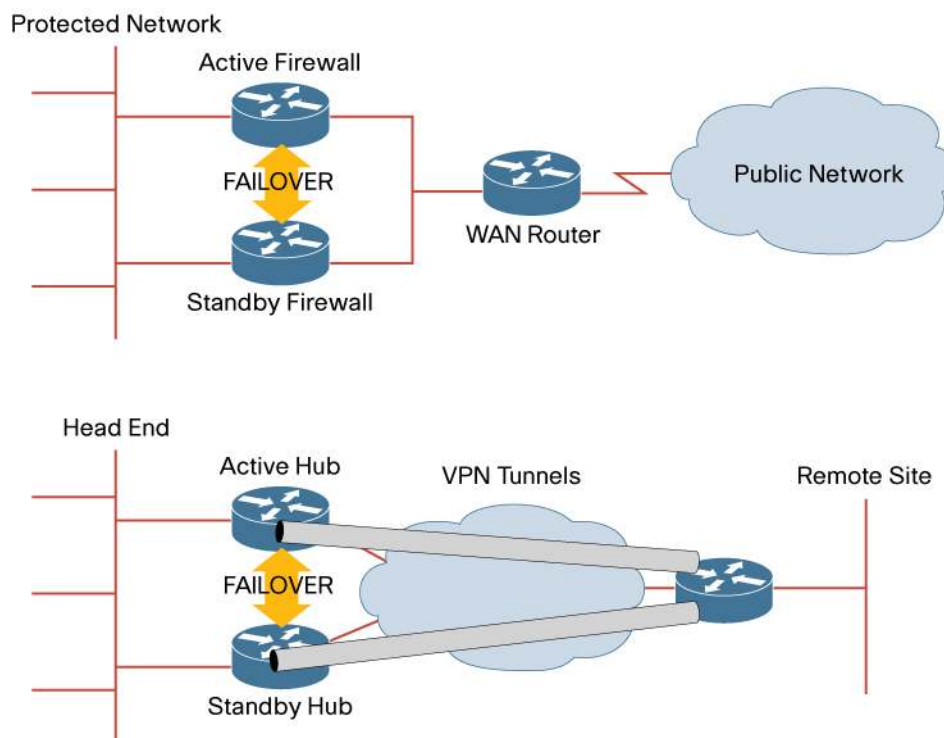 Protected Network
Active Firewall
FAILOVER
Public Network
WAN Router
Standby Firewall
Head End
Active Hub
VPN Tunnels
Remote Site
FAILOVER
Standby Hub